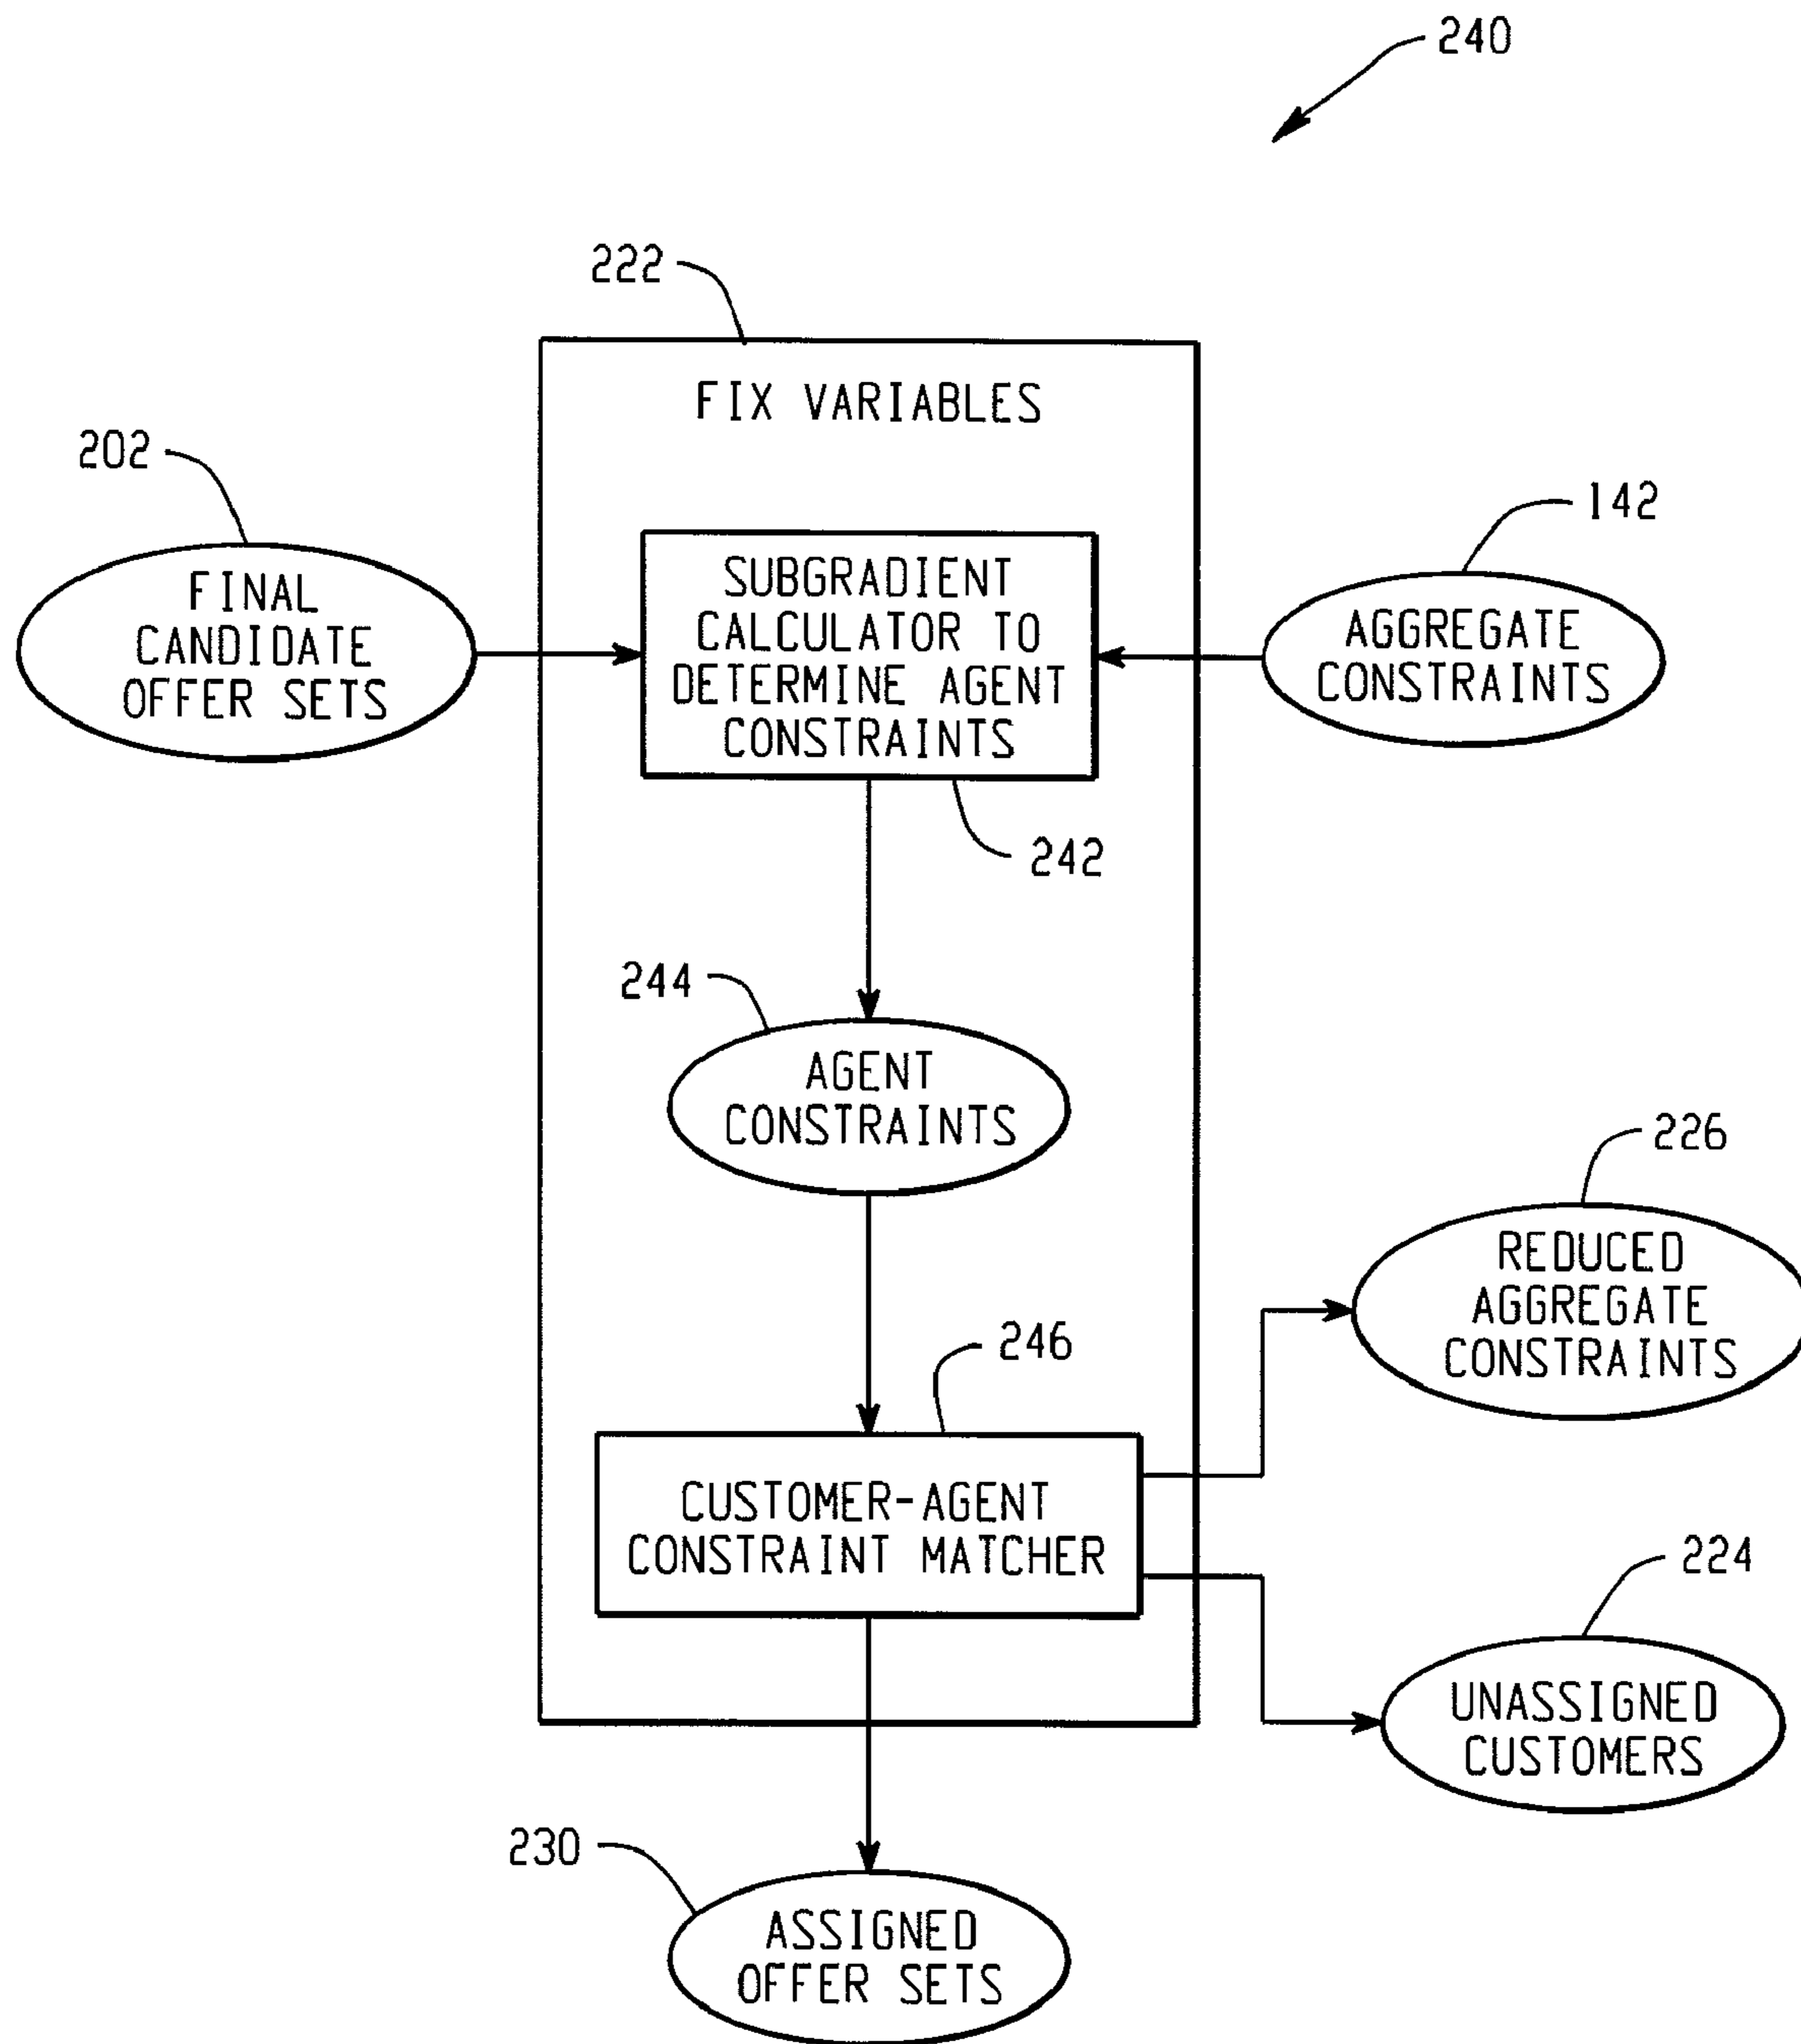 240
222
FIX VARIABLES
202
142
FINAL
CANDIDATE
OFFER SETS
SUBGRADIENT
CALCULATOR TO
DETERMINE AGENT
CONSTRAINTS
AGGREGATE
CONSTRAINTS
242
244
AGENT
CONSTRAINTS
226
REDUCED
AGGREGATE
CONSTRAINTS
246
CUSTOMER-AGENT
CONSTRAINT MATCHER
224
UNASSIGNED
CUSTOMERS
230
ASSIGNED
OFFER SETS